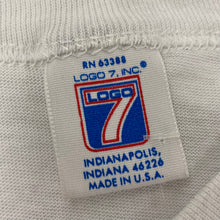 RN 63388
LOGO 7, INC.®
LOGO
7
INDIANAPOLIS,
INDIANA 46226
MADE IN U.S.A.